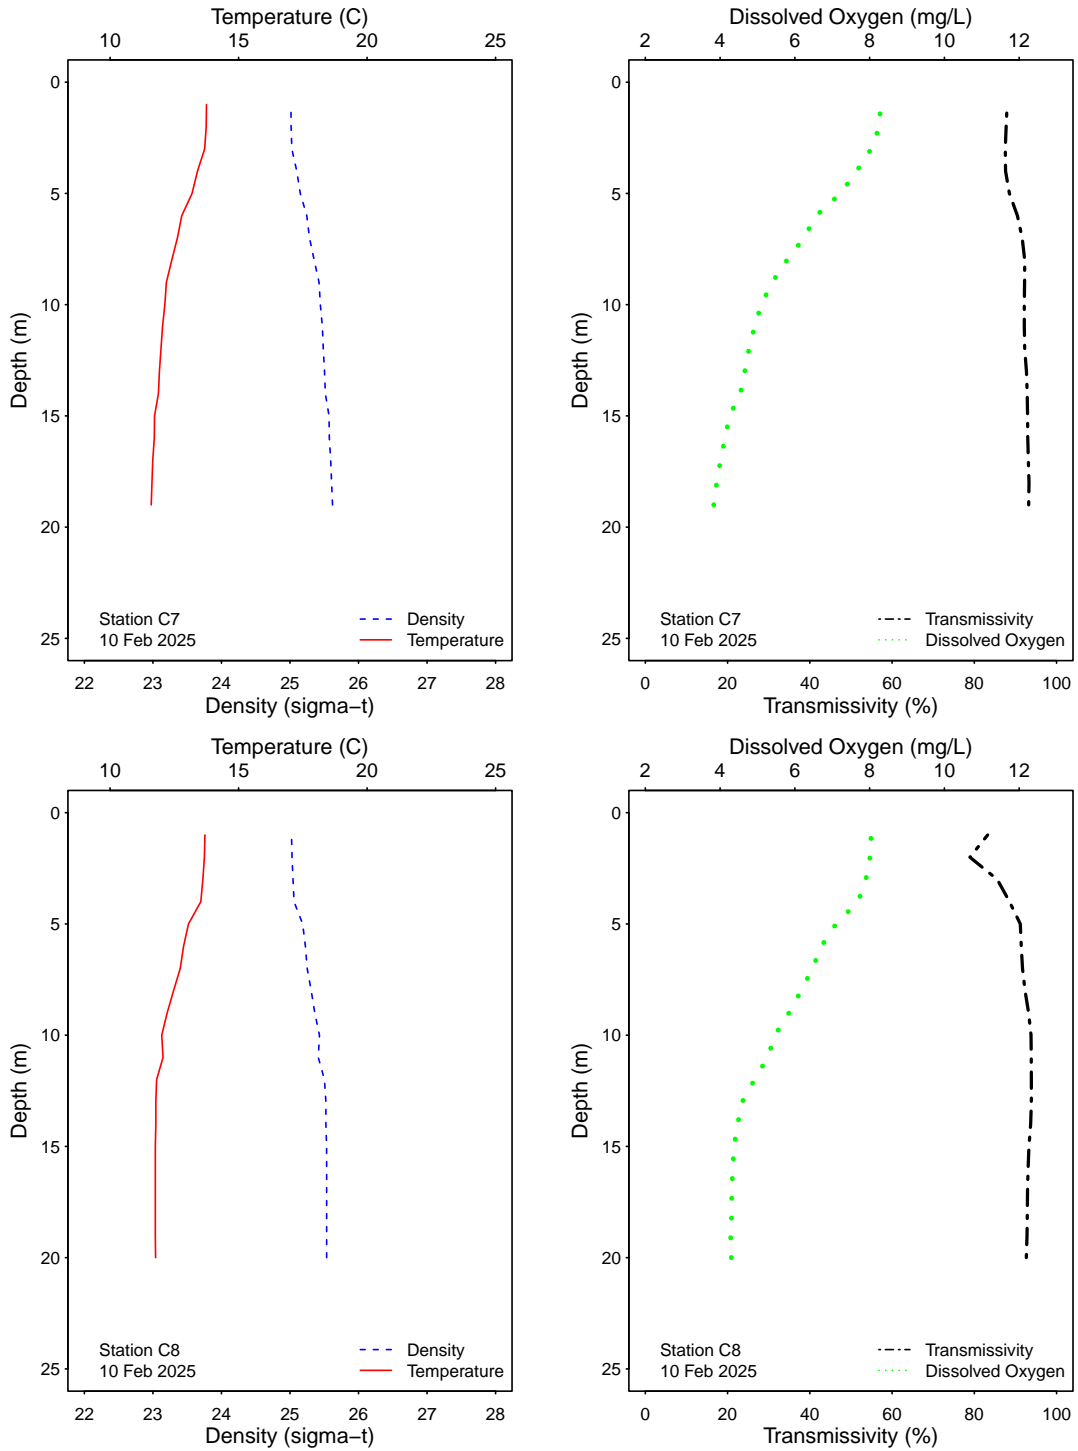 Temperature (C)
10 15 20 25
0
5
10
15
20
25
Depth (m)
Station C7
10 Feb 2025
Density
Temperature
22 23 24 25 26 27 28
Density (sigma−t)
Dissolved Oxygen (mg/L)
2 4 6 8 10 12
0
5
10
15
20
25
Depth (m)
Station C7
10 Feb 2025
Transmissivity
Dissolved Oxygen
0 20 40 60 80 100
Transmissivity (%)
Temperature (C)
10 15 20 25
0
5
10
15
20
25
Depth (m)
Station C8
10 Feb 2025
Density
Temperature
22 23 24 25 26 27 28
Density (sigma−t)
Dissolved Oxygen (mg/L)
2 4 6 8 10 12
0
5
10
15
20
25
Depth (m)
Station C8
10 Feb 2025
Transmissivity
Dissolved Oxygen
0 20 40 60 80 100
Transmissivity (%)